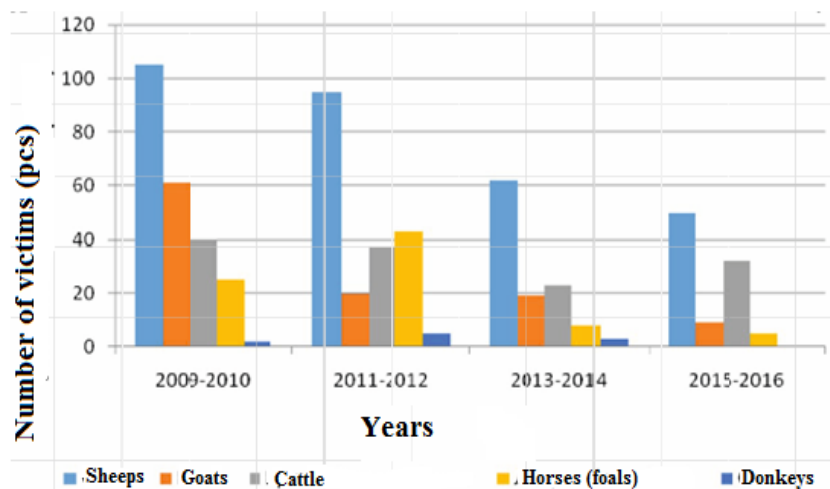 120
100
80
60
40
20
0
Number of victims (pcs)
2009-2010 2011-2012 2013-2014 2015-2016
Years
Sheeps Goats Cattle Horses (foals) Donkeys